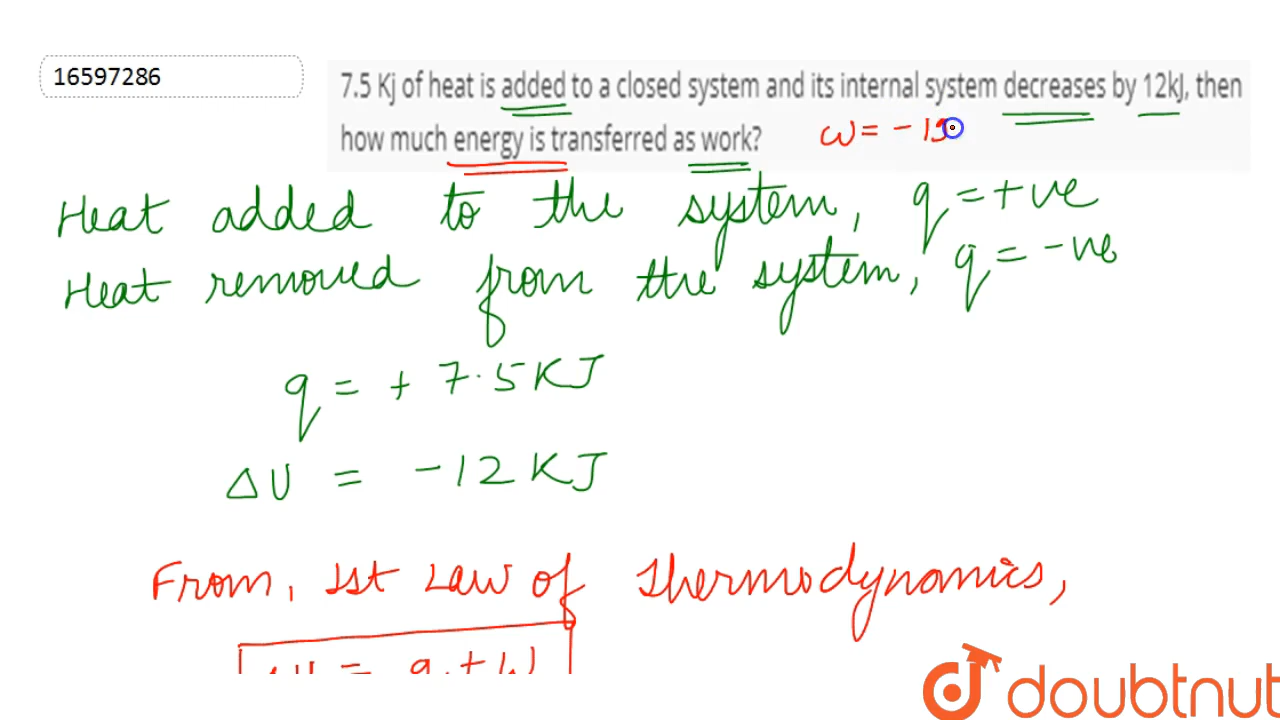 16597286
7.5 Kj of heat is added to a closed system and its internal system decreases by 12kJ, then
how much energy is transferred as work?
w = - 19
Heat added to the system, q = +ve
Heat removed from the system, q = -ve
q = + 7.5 KJ
ΔU = -12 KJ
From, 1st Law of thermodynamics,
ΔU = q + W
doubtnut